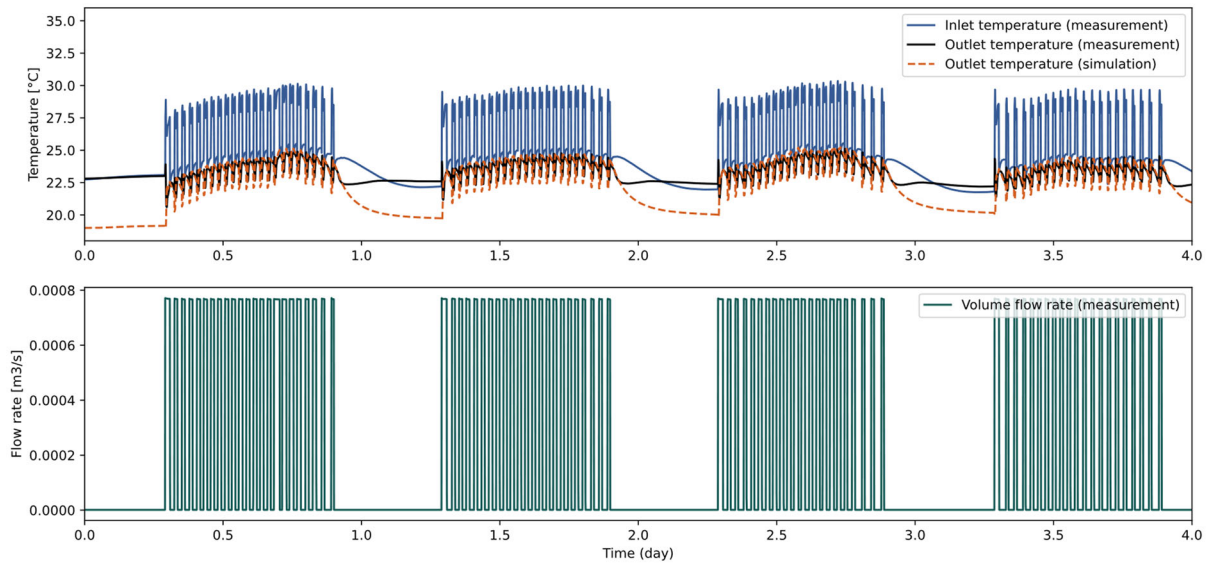 35.0
32.5
30.0
27.5
25.0
22.5
20.0
Temperature [°C]
Inlet temperature (measurement)
Outlet temperature (measurement)
Outlet temperature (simulation)
0.0 0.5 1.0 1.5 2.0 2.5 3.0 3.5 4.0
0.0008
0.0006
0.0004
0.0002
0.0000
Flow rate [m3/s]
Volume flow rate (measurement)
0.0 0.5 1.0 1.5 2.0 2.5 3.0 3.5 4.0
Time (day)